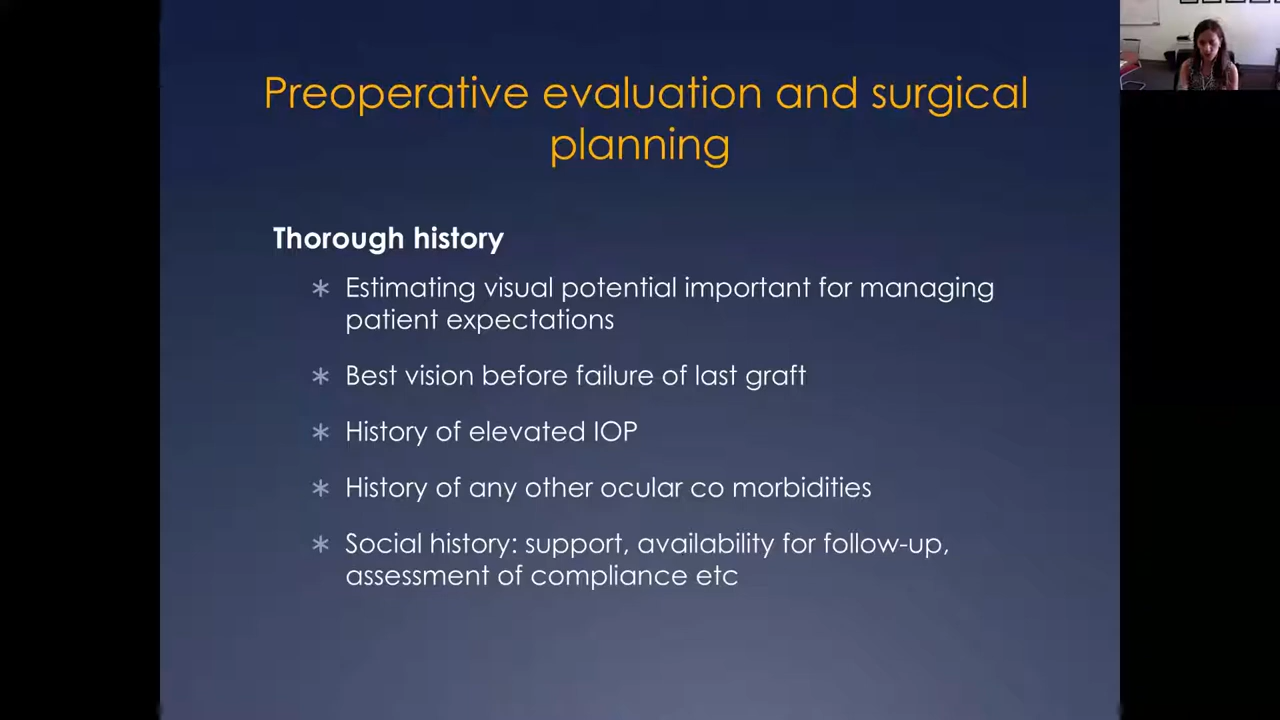 Preoperative evaluation and surgical
planning
Thorough history
Estimating visual potential important for managing
patient expectations
Best vision before failure of last graft
History of elevated IOP
History of any other ocular co morbidities
Social history: support, availability for follow-up,
assessment of compliance etc